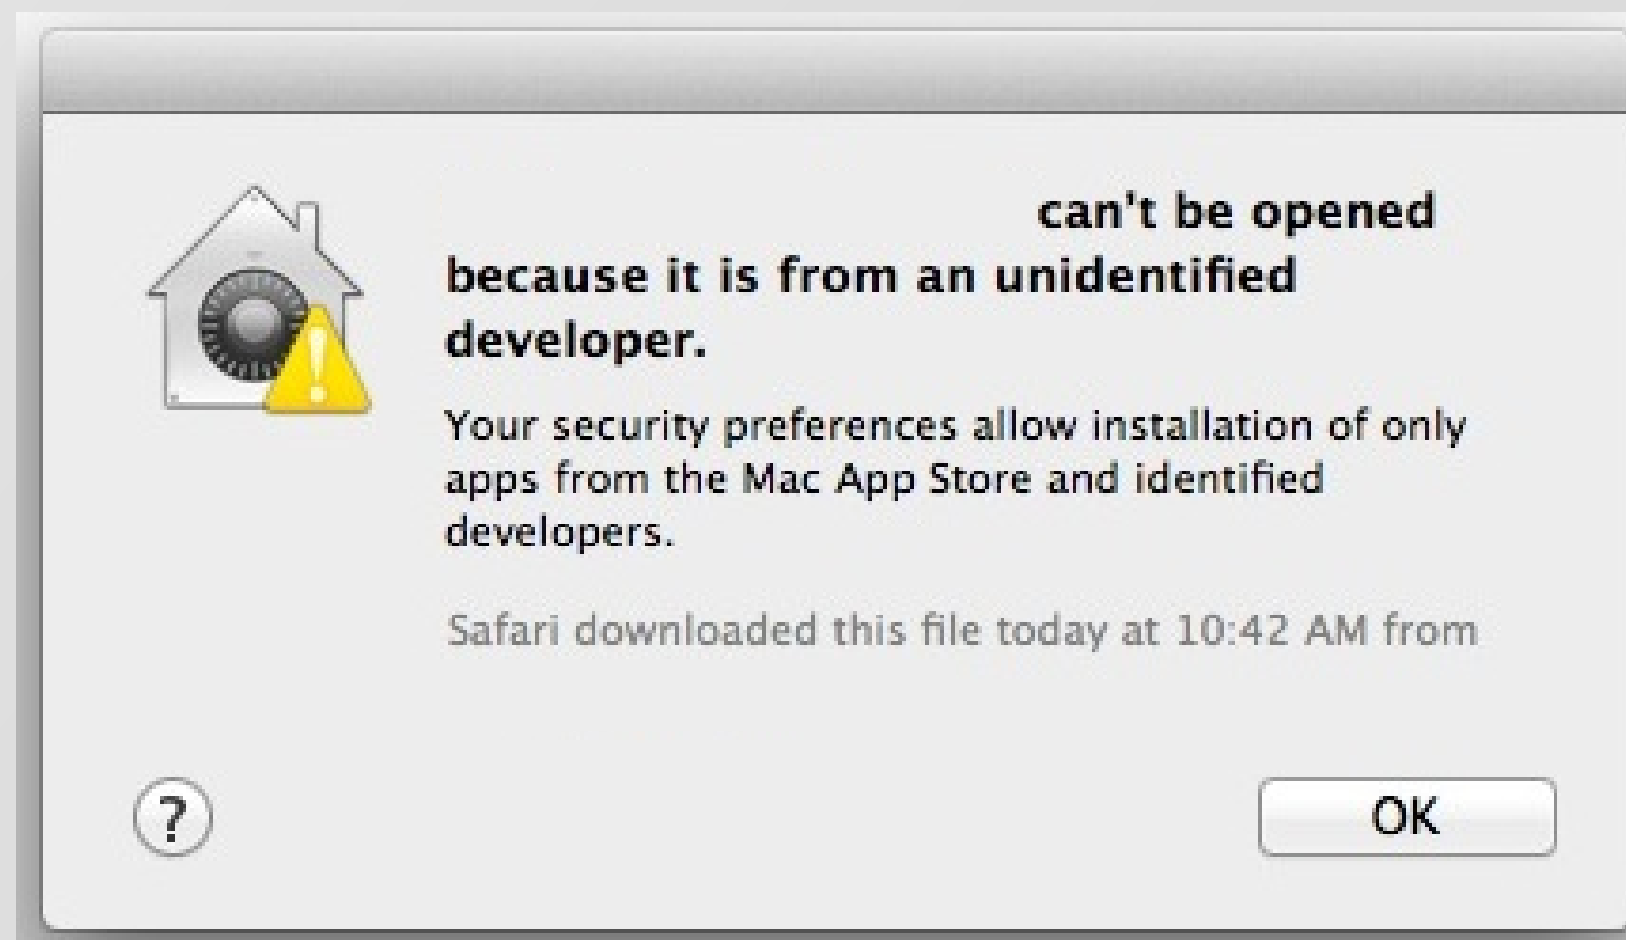 can't be opened
because it is from an unidentified
developer.
Your security preferences allow installation of only
apps from the Mac App Store and identified
developers.
Safari downloaded this file today at 10:42 AM from
?
OK